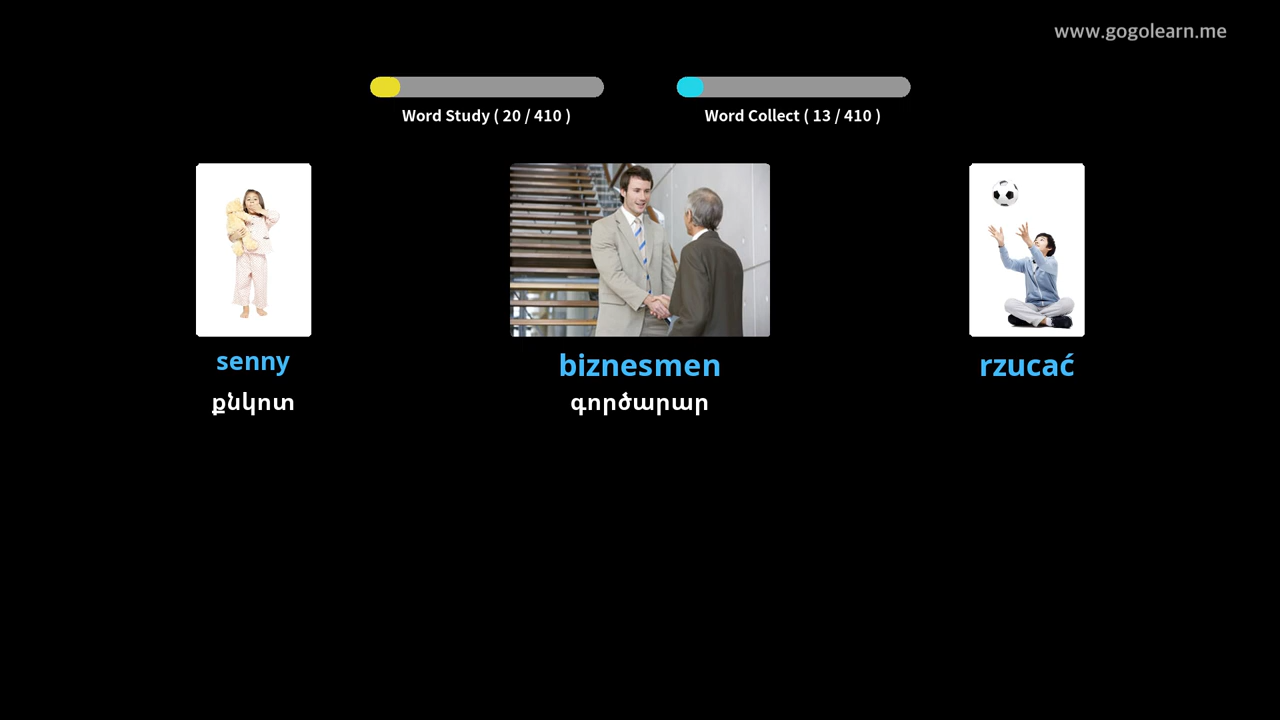 www.gogolearn.me
Word Study ( 20 / 410 )
Word Collect ( 13 / 410 )
senny
քնկոտ
biznesmen
գործարար
rzucać